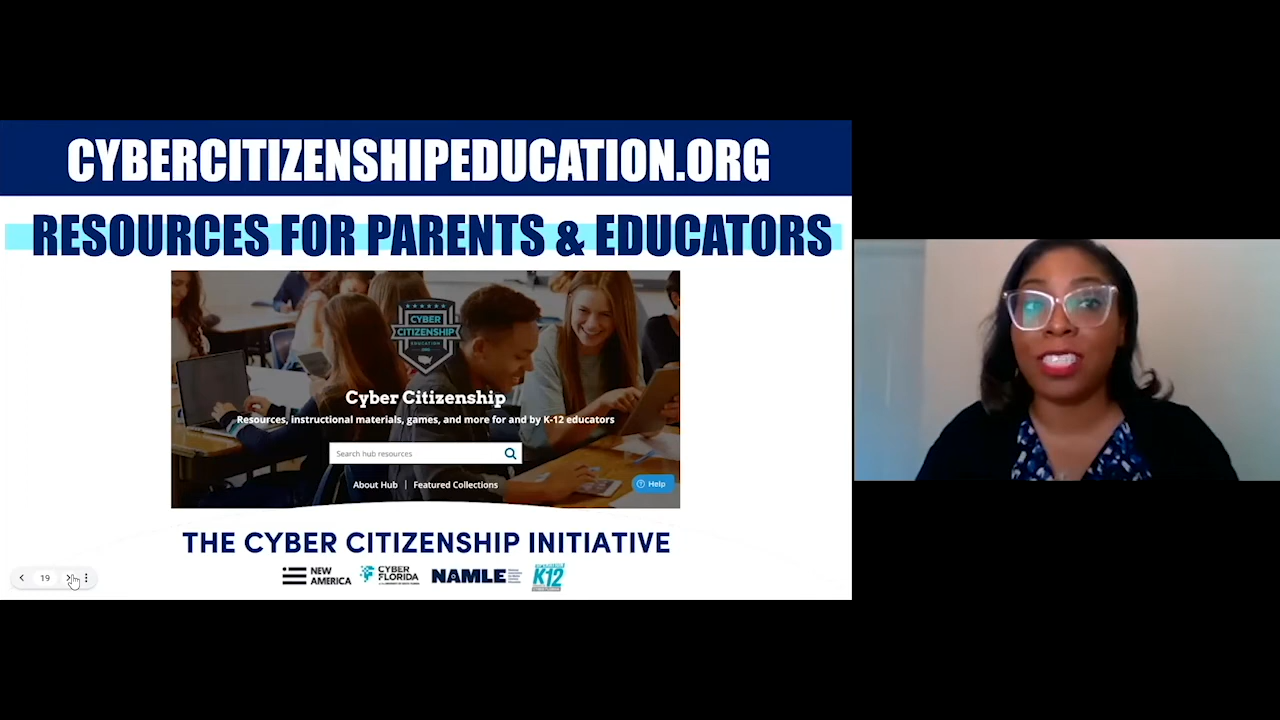 CYBERCITIZENSHIPEDUCATION.ORG
RESOURCES FOR PARENTS & EDUCATORS
CYBER
CITIZENSHIP
EDUCATION
Cyber Citizenship
Resources, instructional materials, games, and more for and by K-12 educators
Search hub resources
About Hub | Featured Collections
Help
THE CYBER CITIZENSHIP INITIATIVE
NEW
AMERICA
CYBER
FLORIDA
NAMLE
K12
19